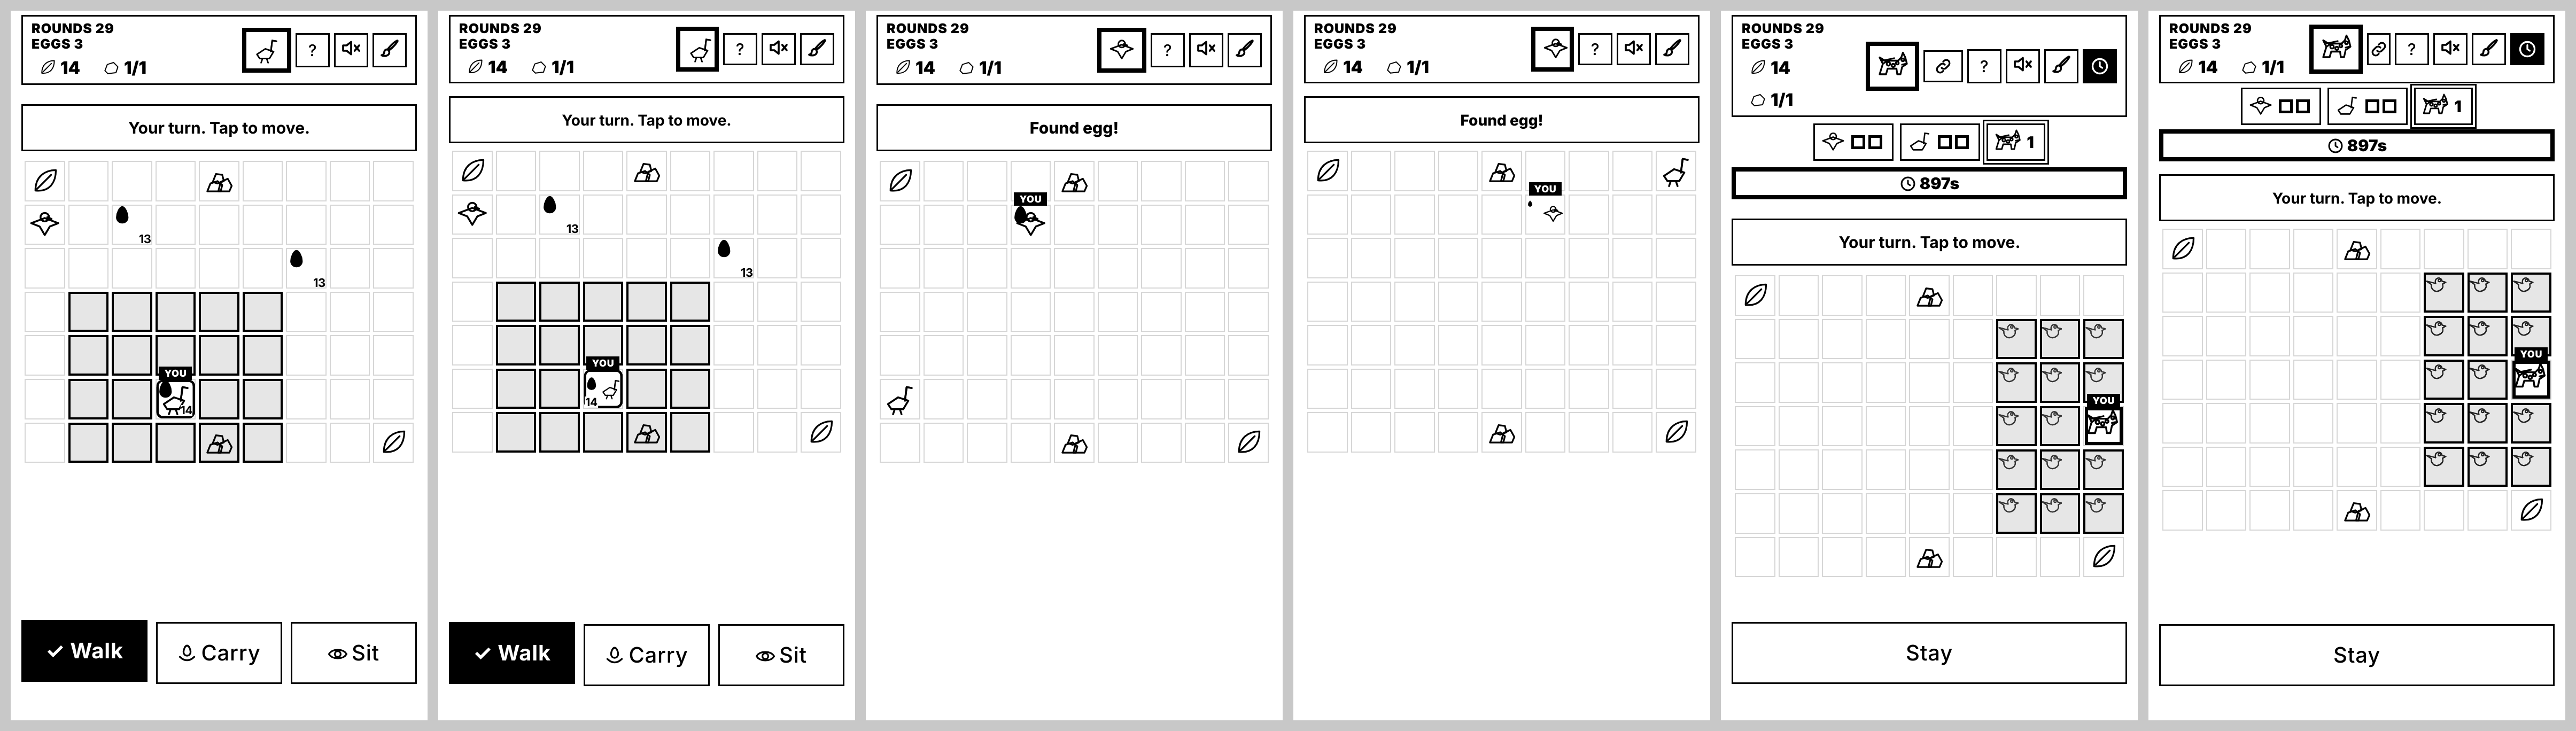 ROUNDS 29
EGGS 3
14 1/1
?
Your turn. Tap to move.
13
13
YOU
14
Walk Carry Sit
ROUNDS 29
EGGS 3
14 1/1
?
Your turn. Tap to move.
13
13
YOU
14
Walk Carry Sit
ROUNDS 29
EGGS 3
14 1/1
?
Found egg!
YOU
ROUNDS 29
EGGS 3
14 1/1
?
Found egg!
YOU
ROUNDS 29
EGGS 3
14
1/1
?
1
897s
Your turn. Tap to move.
YOU
Stay
ROUNDS 29
EGGS 3
14 1/1
?
1
897s
Your turn. Tap to move.
YOU
Stay